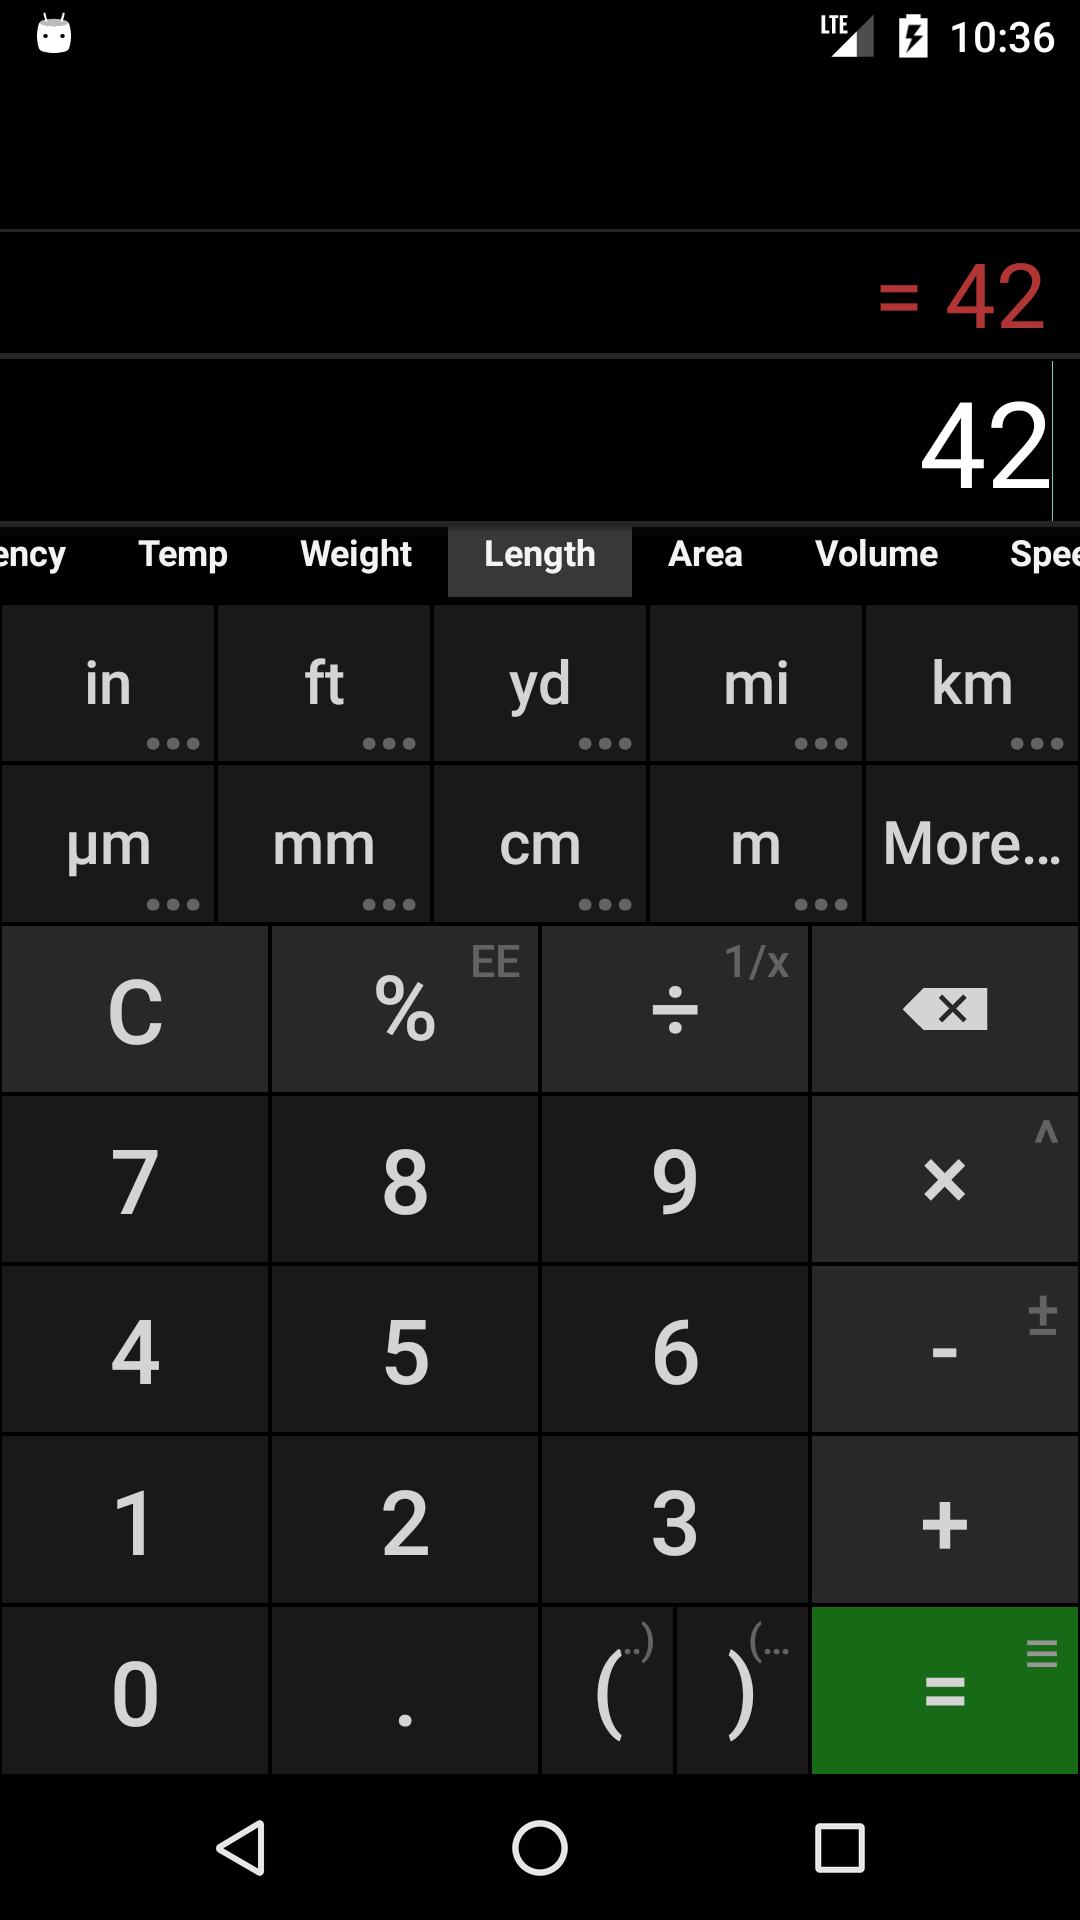 LTE 10:36
= 42
42
ency Temp Weight Length Area Volume Spee
in ft yd mi km
µm mm cm m More...
C % EE ÷ 1/x
7 8 9 × ^
4 5 6 - ±
1 2 3 +
0 . ( ..) ) (... =